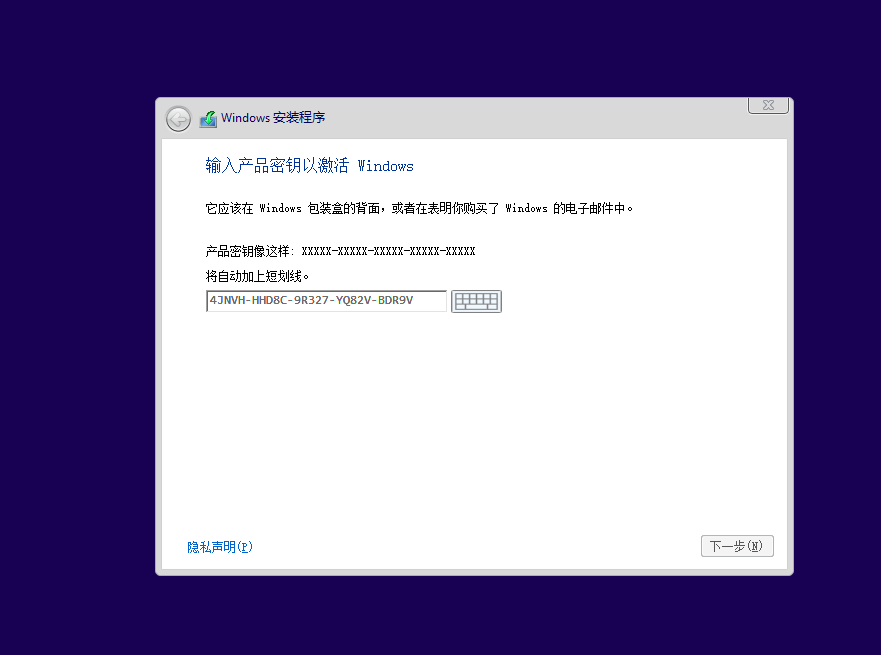 Windows 安装程序
输入产品密钥以激活 Windows
它应该在 Windows 包装盒的背面，或者在表明你购买了 Windows 的电子邮件中。
产品密钥像这样: XXXXX-XXXXX-XXXXX-XXXXX-XXXXX
将自动加上短划线。
4JNVH-HHD8C-9R327-YQ82V-BDR9V
隐私声明(P)
下一步(N)